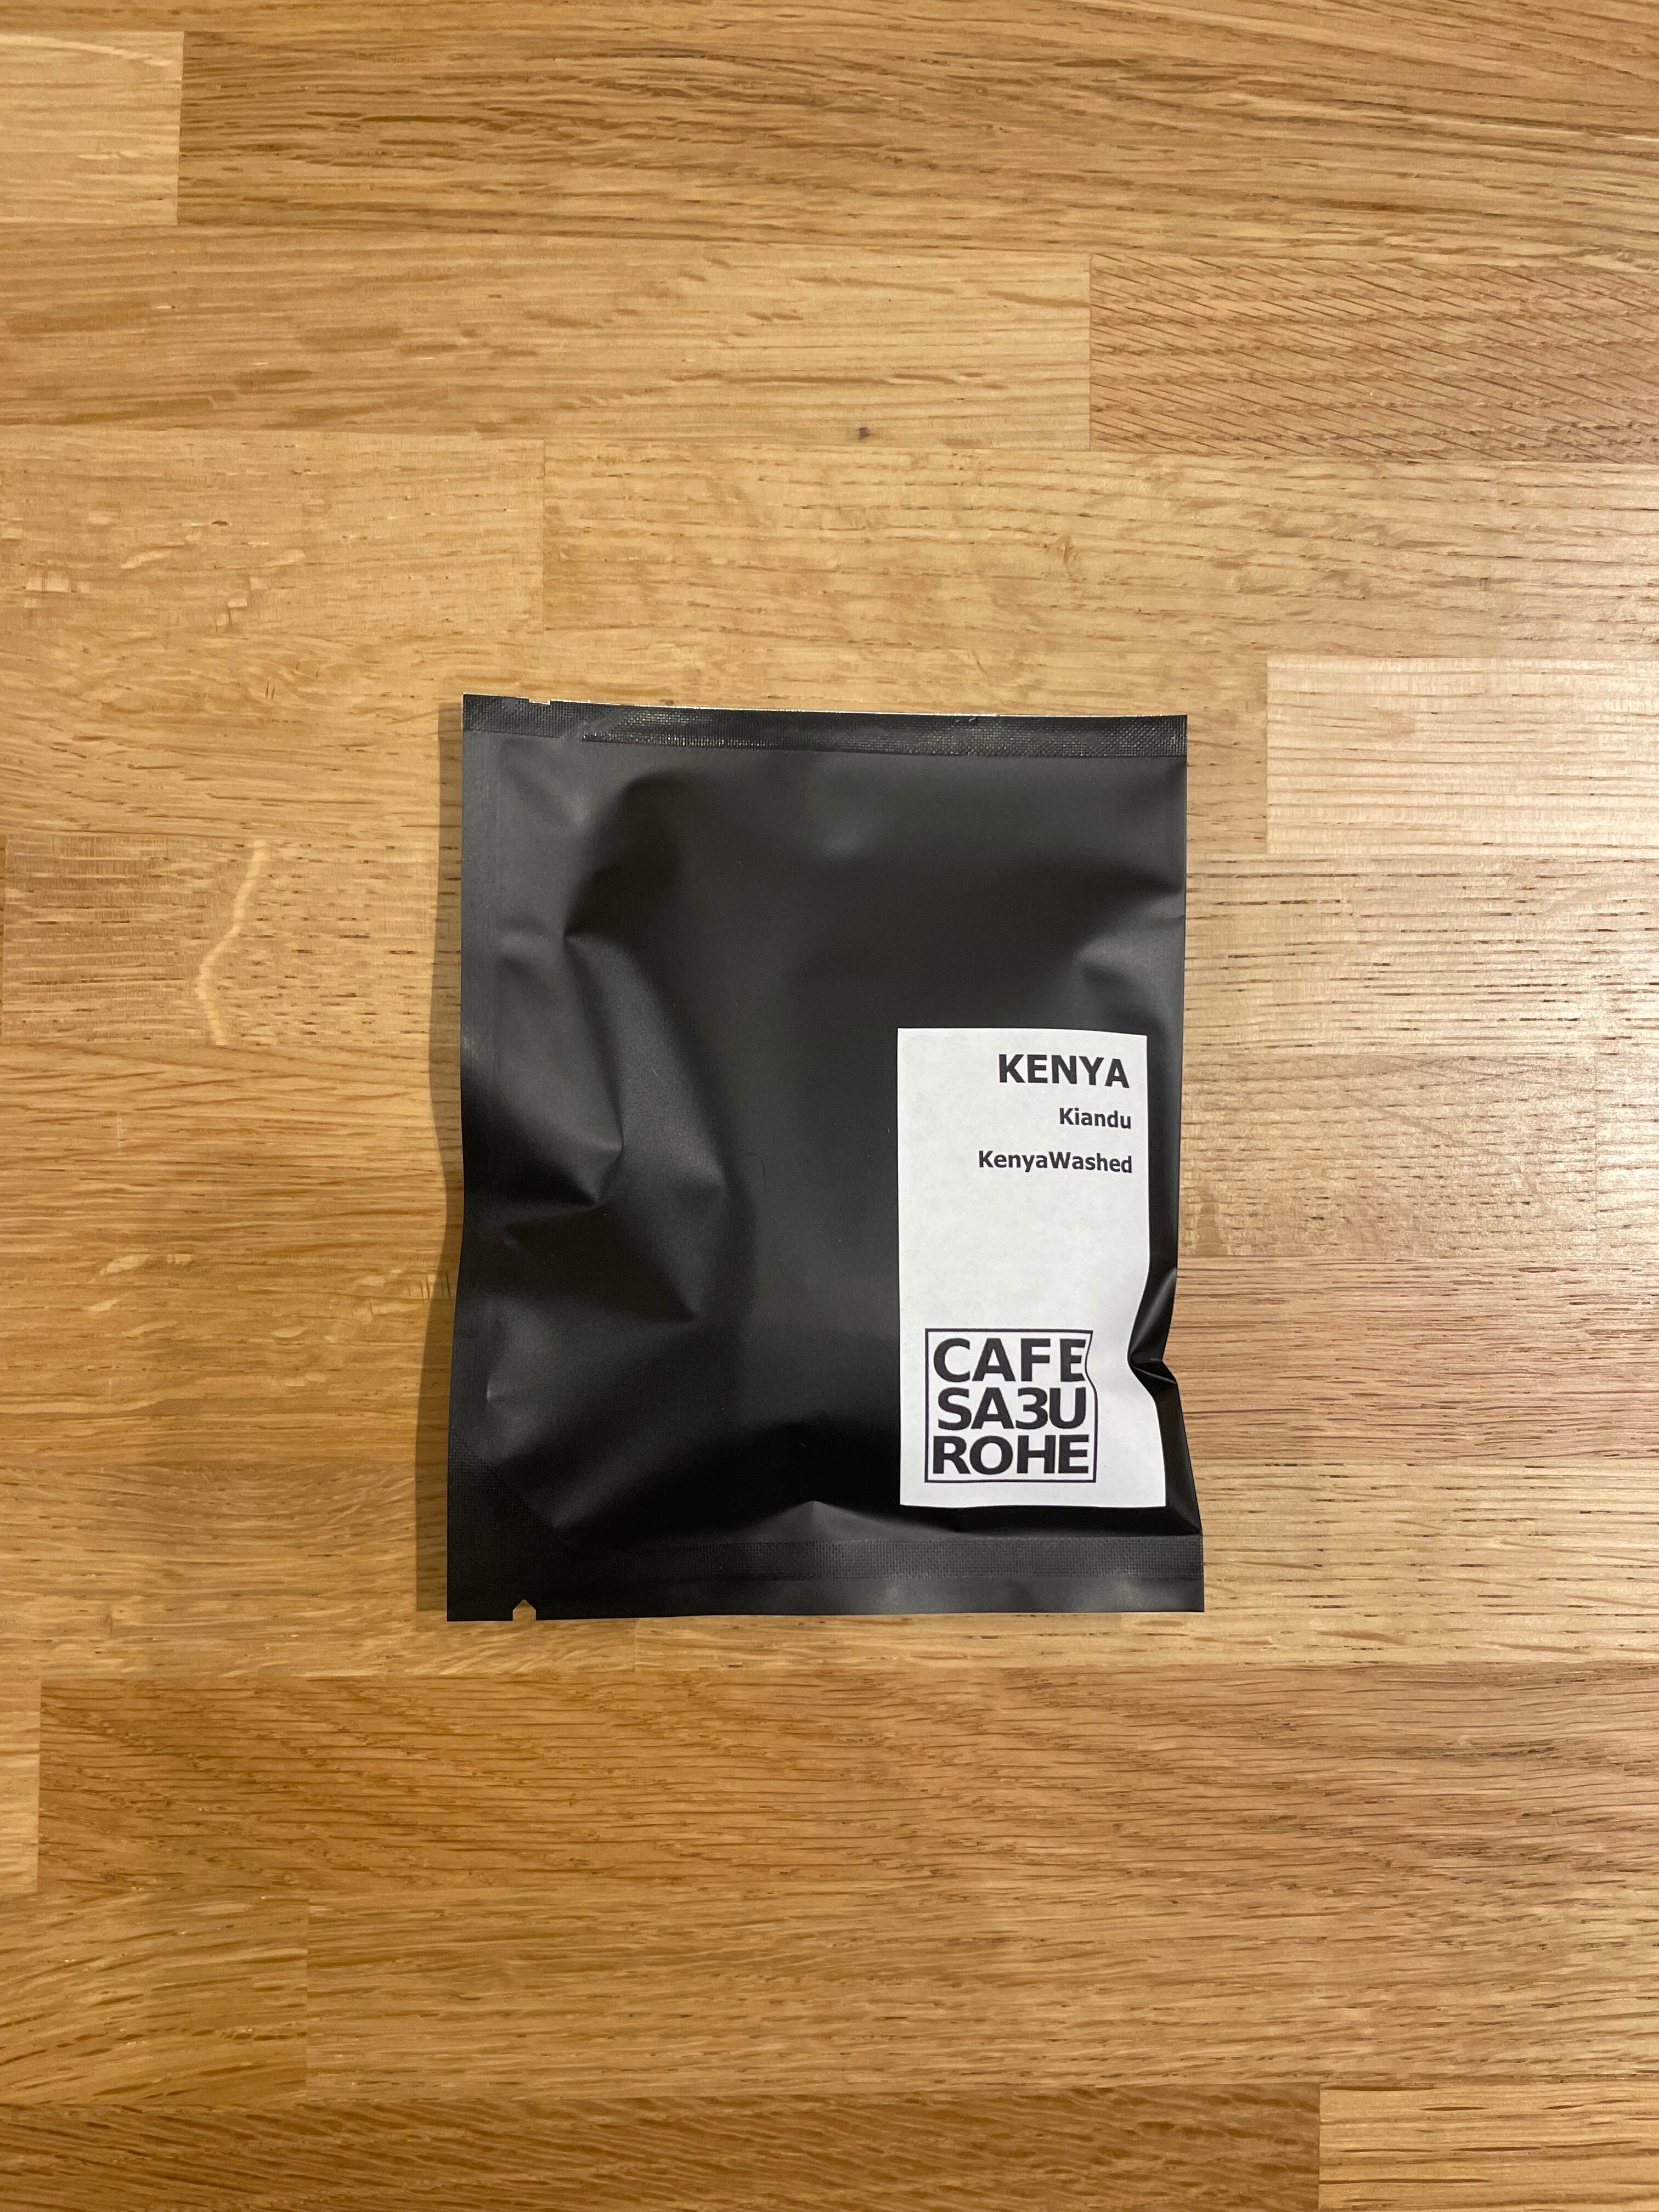 KENYA
Kiandu
KenyaWashed
CAFE
SA3U
ROHE